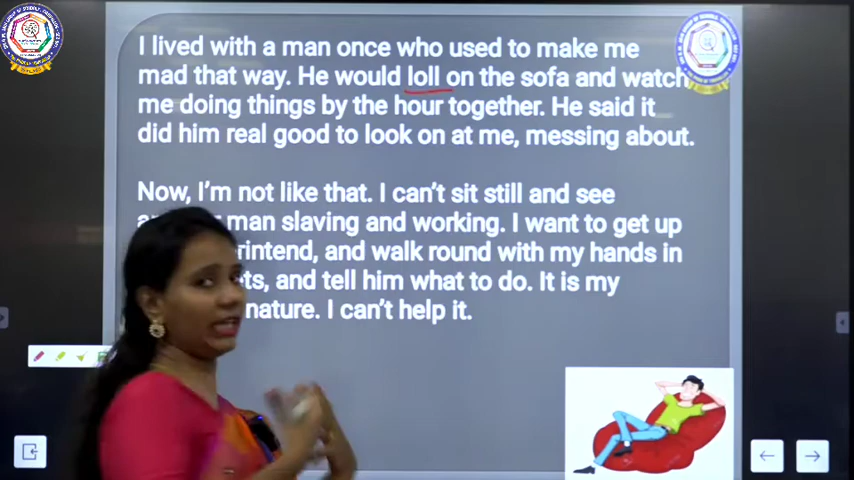 I lived with a man once who used to make me
mad that way. He would loll on the sofa and watch
me doing things by the hour together. He said it
did him real good to look on at me, messing about.
Now, I'm not like that. I can't sit still and see
man slaving and working. I want to get up
and walk round with my hands in
and tell him what to do. It is my
nature. I can't help it.